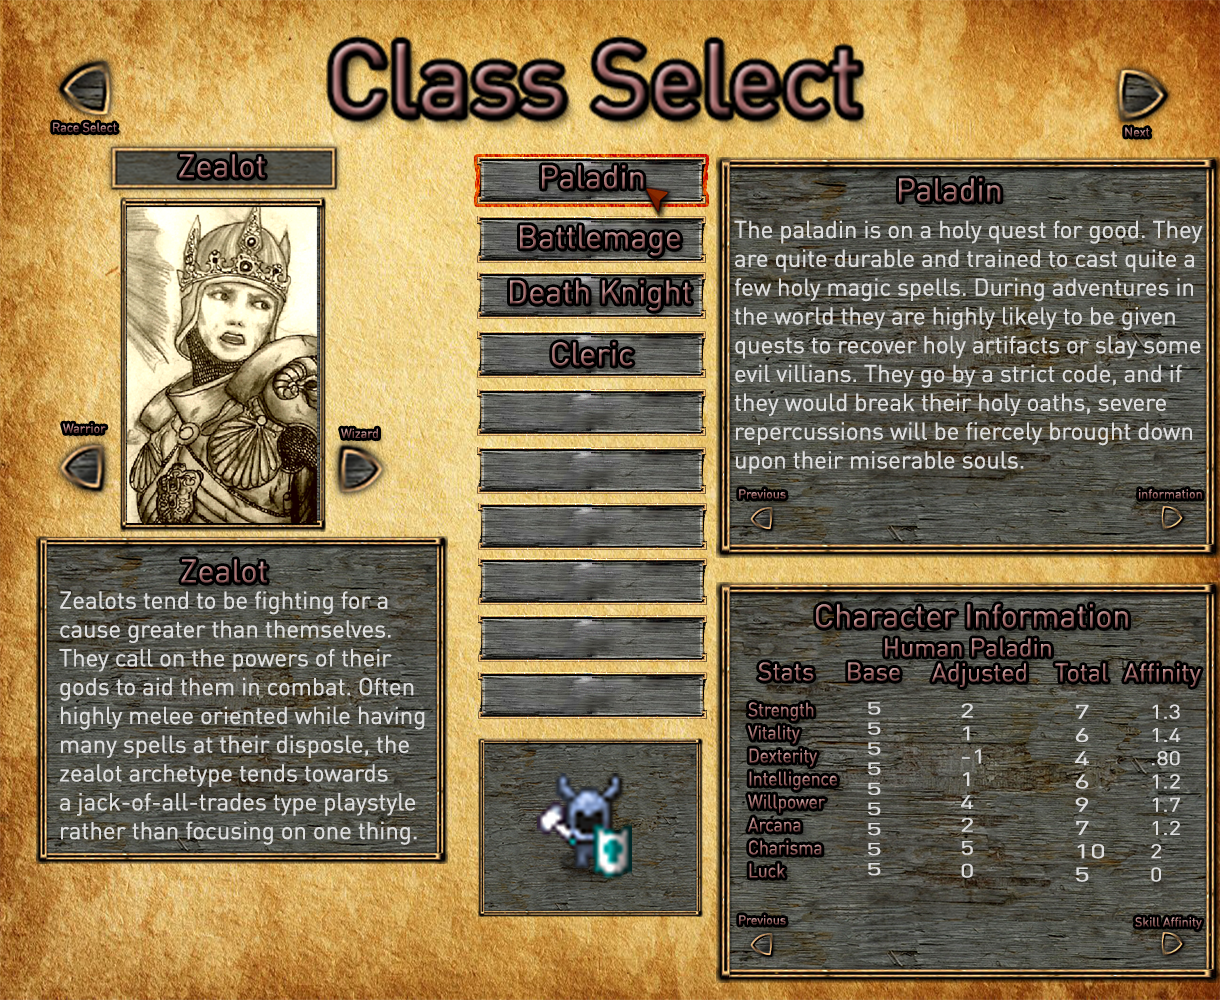 Class Select
Race Select
Next
Zealot
Warrior
Wizard
Zealot
Zealots tend to be fighting for a
cause greater than themselves.
They call on the powers of their
gods to aid them in combat. Often
highly melee oriented while having
many spells at their disposle, the
zealot archetype tends towards
a jack-of-all-trades type playstyle
rather than focusing on one thing.
Paladin
Battlemage
Death Knight
Cleric
Paladin
The paladin is on a holy quest for good. They
are quite durable and trained to cast quite a
few holy magic spells. During adventures in
the world they are highly likely to be given
quests to recover holy artifacts or slay some
evil villians. They go by a strict code, and if
they would break their holy oaths, severe
repercussions will be fiercely brought down
upon their miserable souls.
Previous information
Character Information
Human Paladin
Stats Base Adjusted Total Affinity
Strength 5 2 7 1.3
Vitality 5 1 6 1.4
Dexterity 5 -1 4 .80
Intelligence 5 1 6 1.2
Willpower 5 4 9 1.7
Arcana 5 2 7 1.2
Charisma 5 5 10 2
Luck 5 0 5 0
Previous Skill Affinity